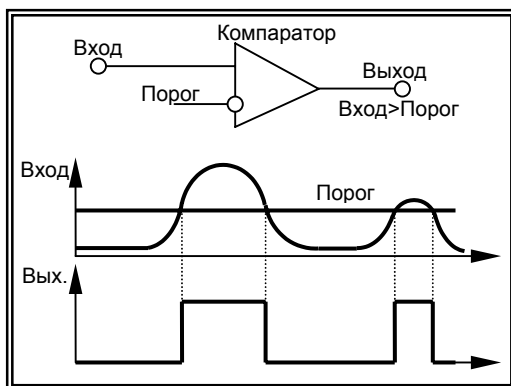 Компаратор
Вход
Выход
Порог
Вход>Порог
Вход
Порог
Вых.